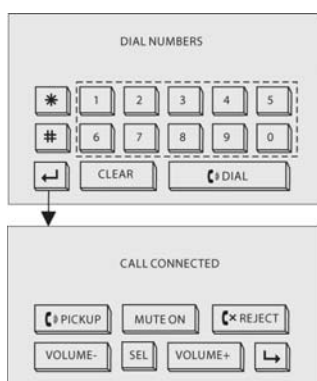 DIAL NUMBERS
* 1 2 3 4 5
# 6 7 8 9 0
CLEAR DIAL
CALL CONNECTED
PICKUP MUTE ON REJECT
VOLUME- SEL VOLUME+